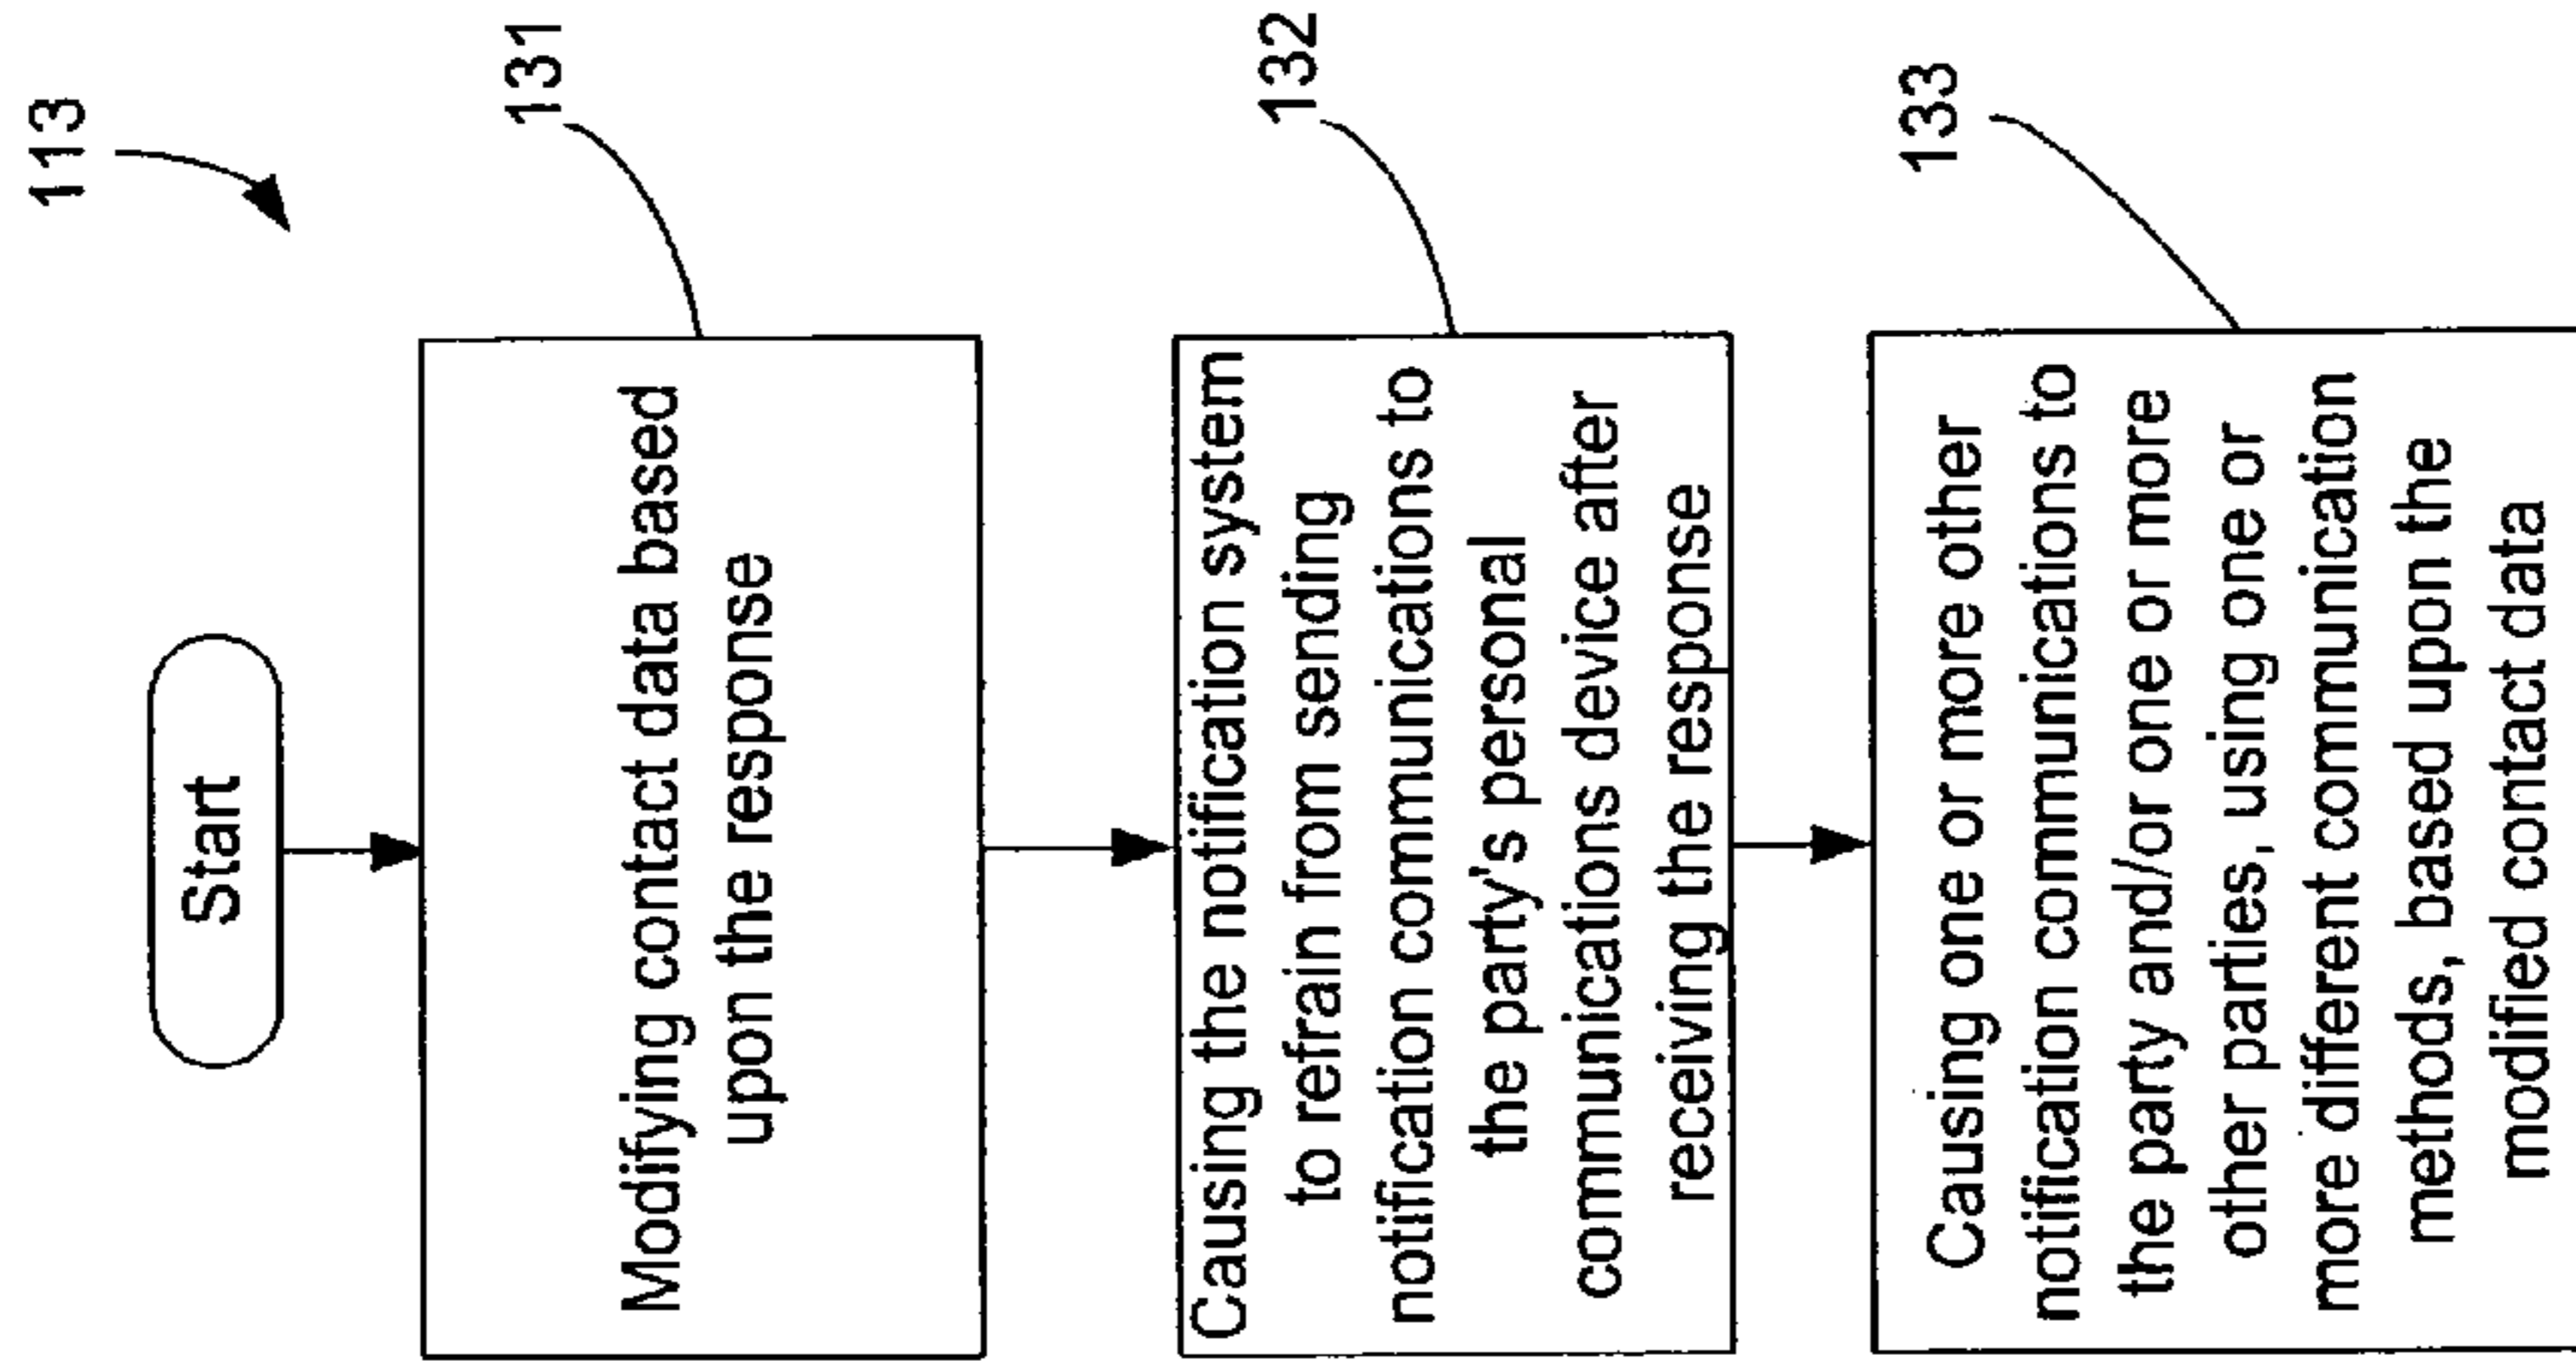 113
Start
131
Modifying contact data based
upon the response
132
Causing the notification system
to refrain from sending
notification communications to
the party's personal
communications device after
receiving the response
133
Causing one or more other
notification communications to
the party and/or one or more
other parties, using one or
more different communication
methods, based upon the
modified contact data